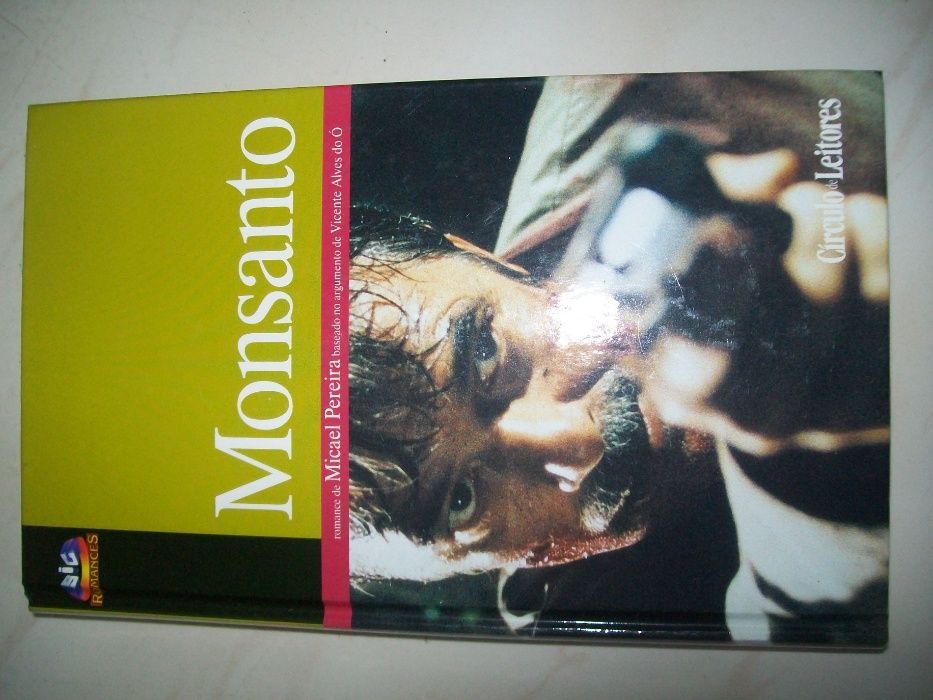 SIC
ROMANCES
Monsanto
romance de Micael Pereira baseado no argumento de Vicente Alves do Ó
Círculo de Leitores